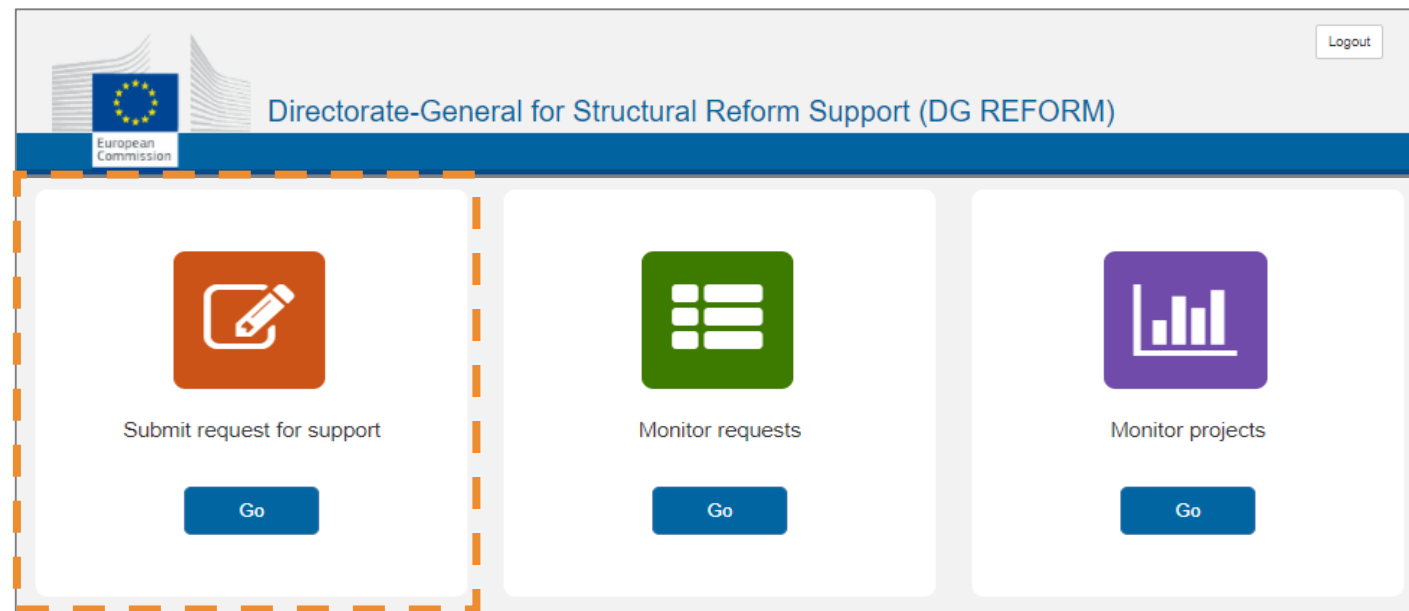 Logout
Directorate-General for Structural Reform Support (DG REFORM)
European
Commission
Submit request for support
Go
Monitor requests
Go
Monitor projects
Go